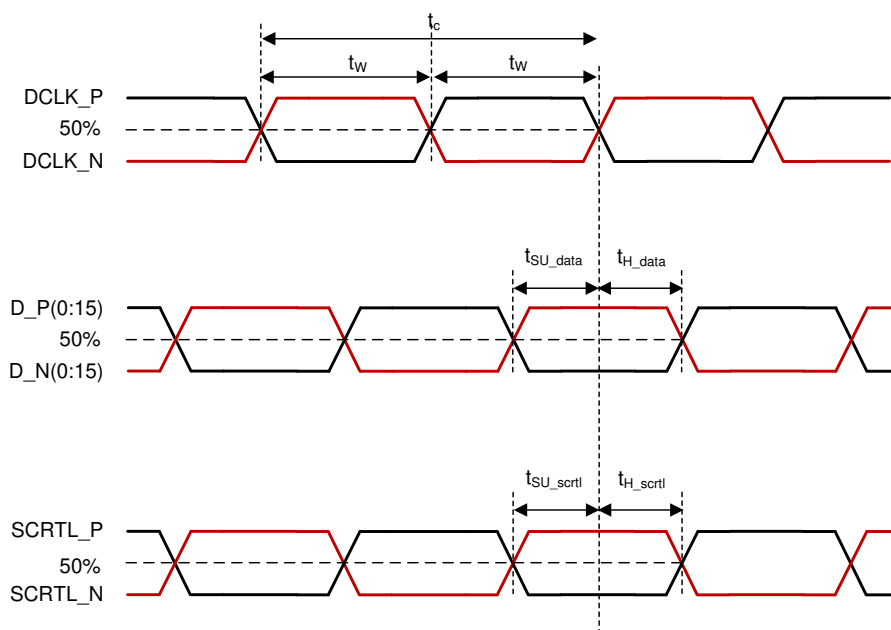 tc
tW tW
DCLK_P
50%
DCLK_N
tSU_data tH_data
D_P(0:15)
50%
D_N(0:15)
tSU_scrtl tH_scrtl
SCRTL_P
50%
SCRTL_N